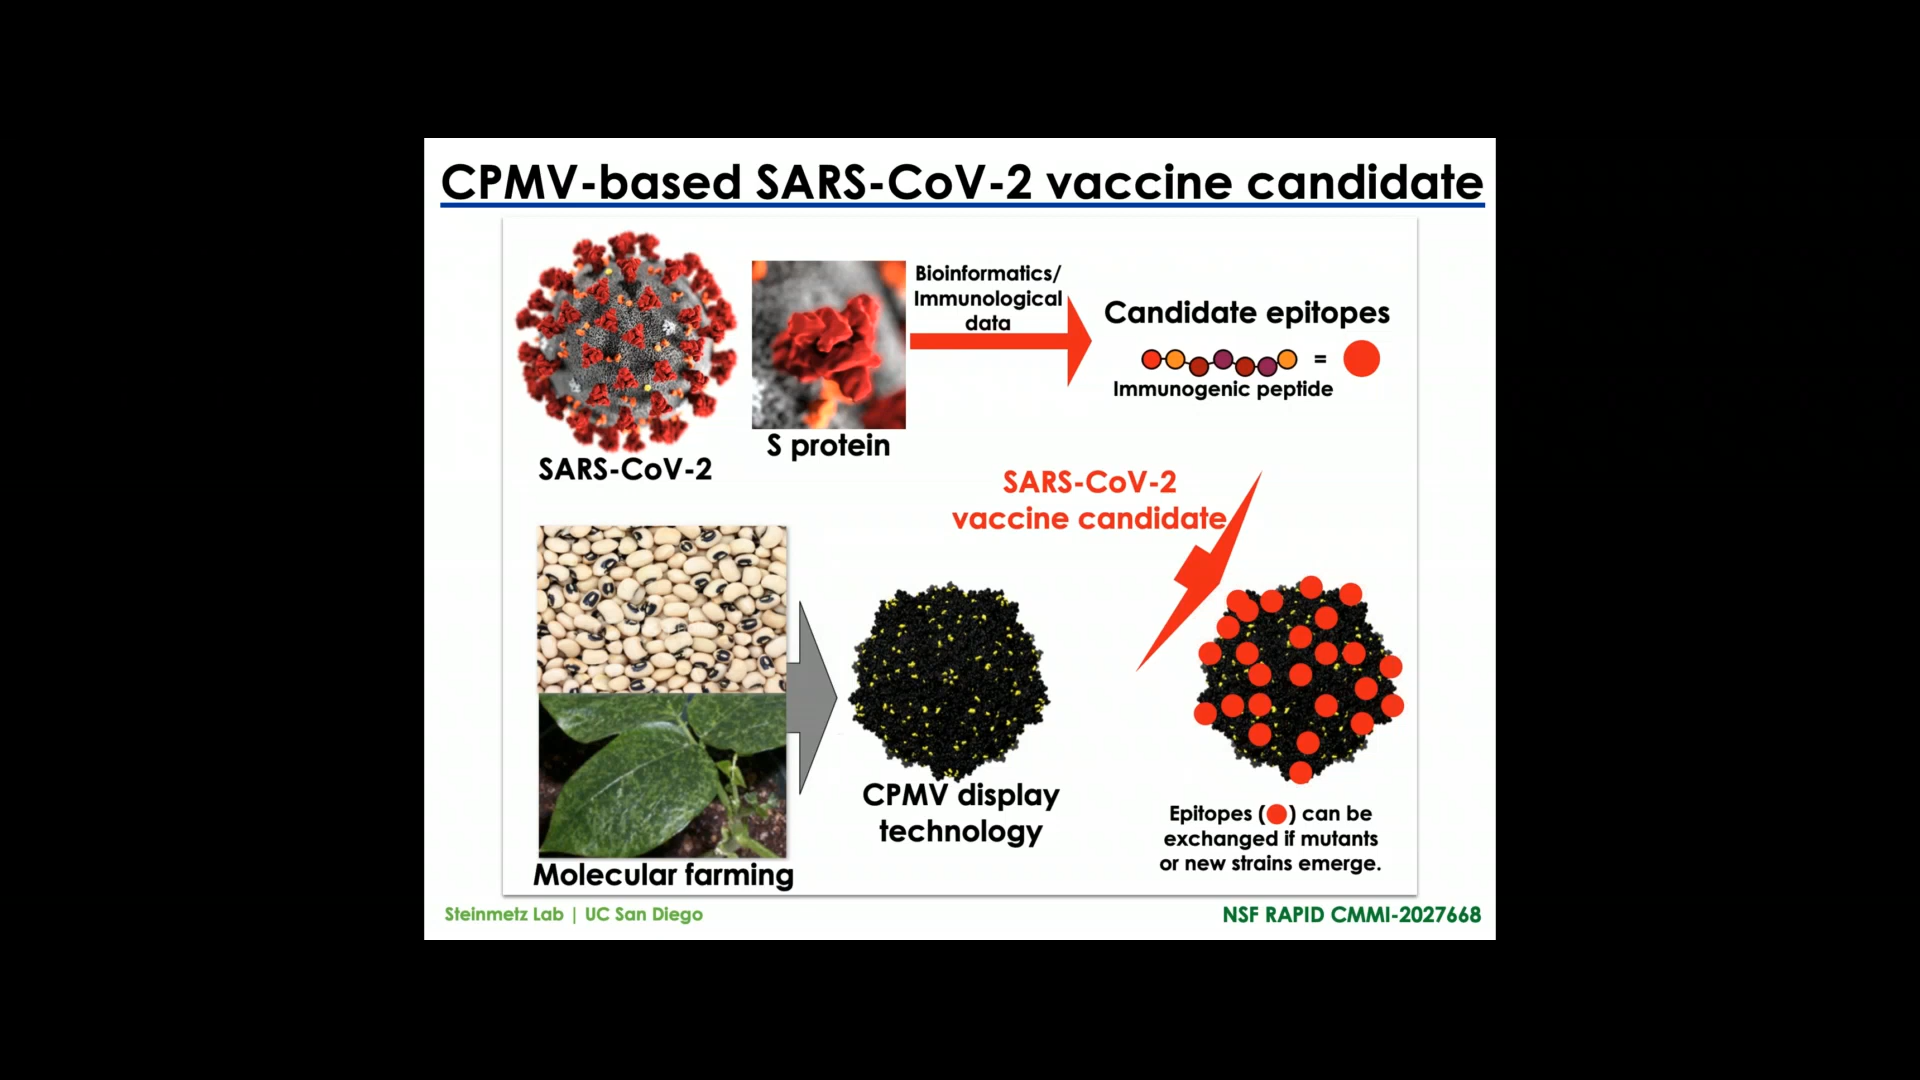 CPMV-based SARS-CoV-2 vaccine candidate
Bioinformatics/
Immunological
data
Candidate epitopes
=
Immunogenic peptide
S protein
SARS-CoV-2
SARS-CoV-2
vaccine candidate
CPMV display
technology
Molecular farming
Epitopes ( ) can be
exchanged if mutants
or new strains emerge.
Steinmetz Lab | UC San Diego
NSF RAPID CMMI-2027668